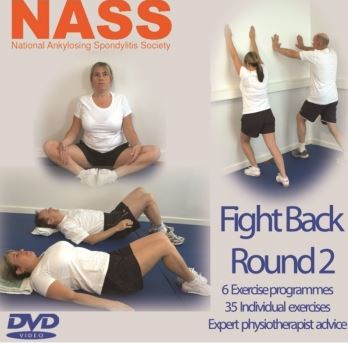 NASS
National Ankylosing Spondylitis Society
Fight Back
Round 2
6 Exercise programmes
35 Individual exercises
Expert physiotherapist advice
DVD
VIDEO